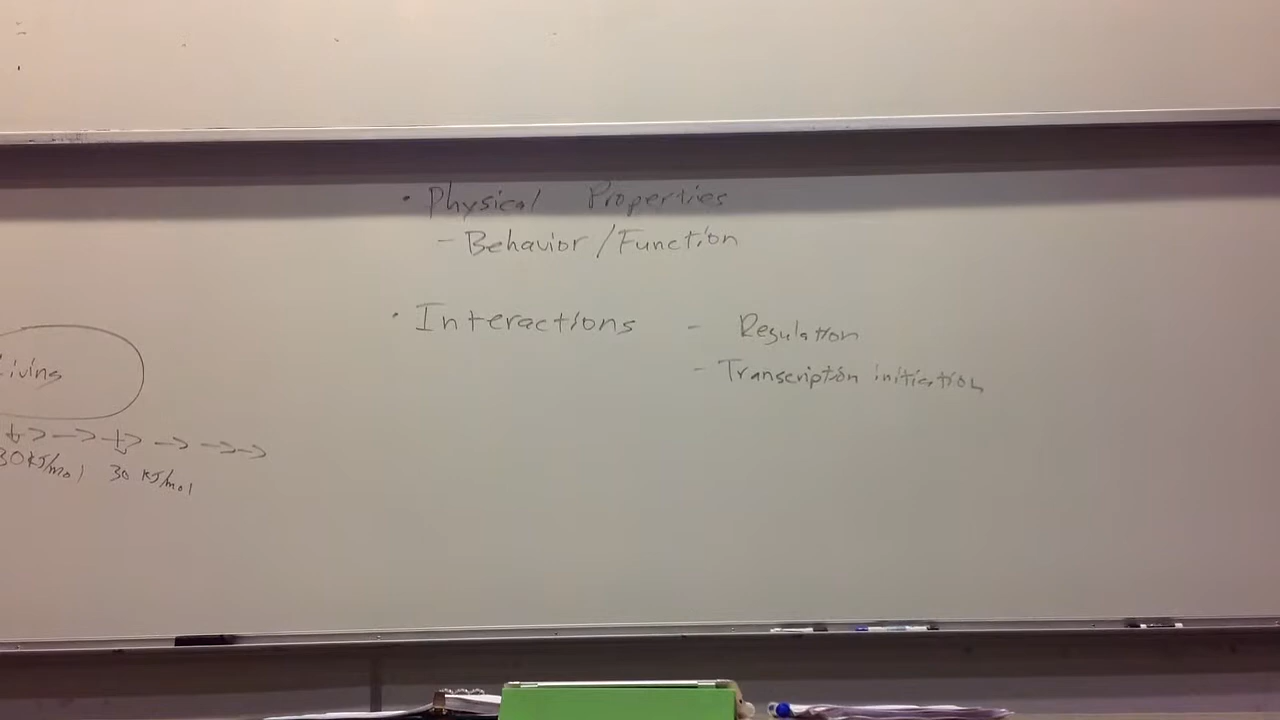 • Physical Properties
- Behavior/Function
• Interactions - Regulation
- Transcription initiation
Living
30 KJ/mol 30 KJ/mol